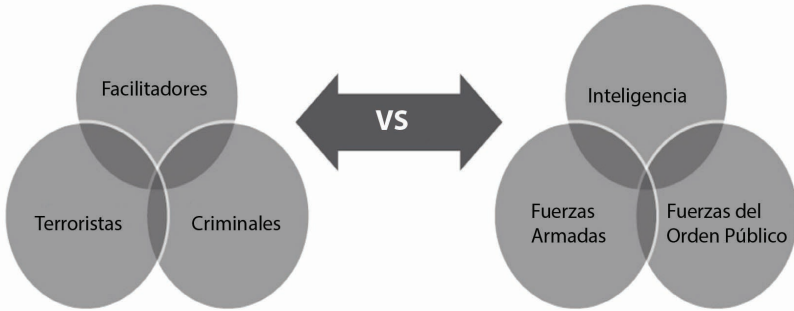 Facilitadores
Terroristas
Criminales
VS
Inteligencia
Fuerzas
Armadas
Fuerzas del
Orden Público